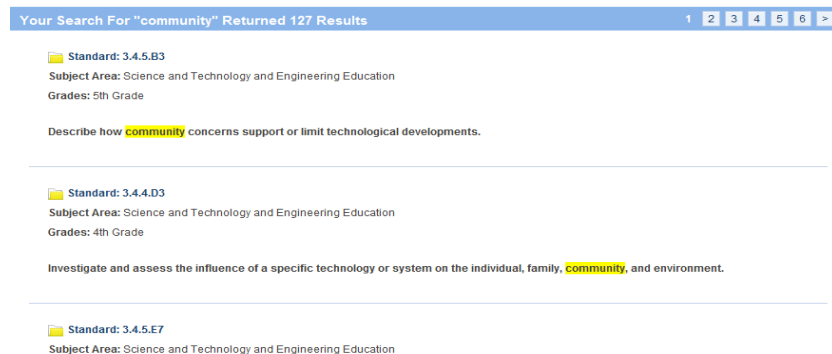 Your Search For "community" Returned 127 Results 1 2 3 4 5 6 >
Standard: 3.4.5.B3
Subject Area: Science and Technology and Engineering Education
Grades: 5th Grade
Describe how community concerns support or limit technological developments.
Standard: 3.4.4.D3
Subject Area: Science and Technology and Engineering Education
Grades: 4th Grade
Investigate and assess the influence of a specific technology or system on the individual, family, community, and environment.
Standard: 3.4.5.E7
Subject Area: Science and Technology and Engineering Education